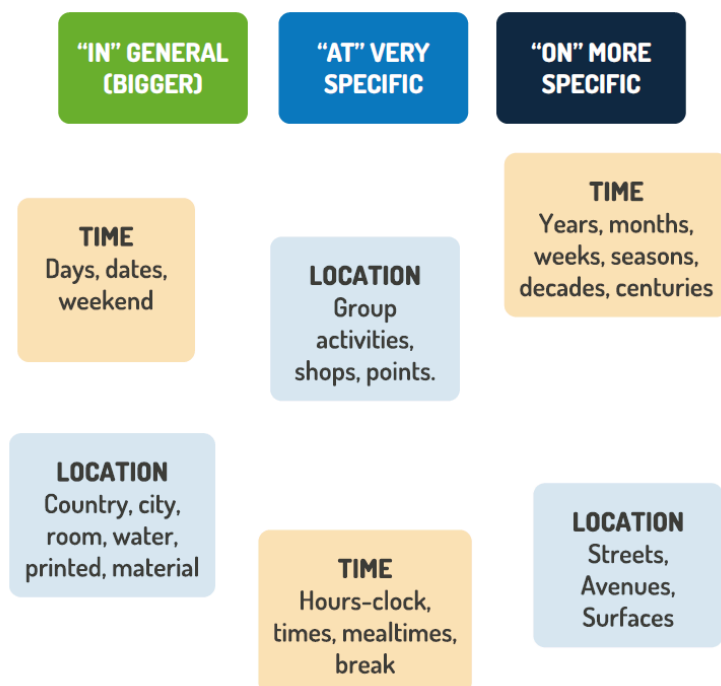 “IN” GENERAL
(BIGGER)
“AT” VERY
SPECIFIC
“ON” MORE
SPECIFIC
TIME
Days, dates,
weekend
LOCATION
Group
activities,
shops, points.
TIME
Years, months,
weeks, seasons,
decades, centuries
LOCATION
Country, city,
room, water,
printed, material
TIME
Hours-clock,
times, mealtimes,
break
LOCATION
Streets,
Avenues,
Surfaces